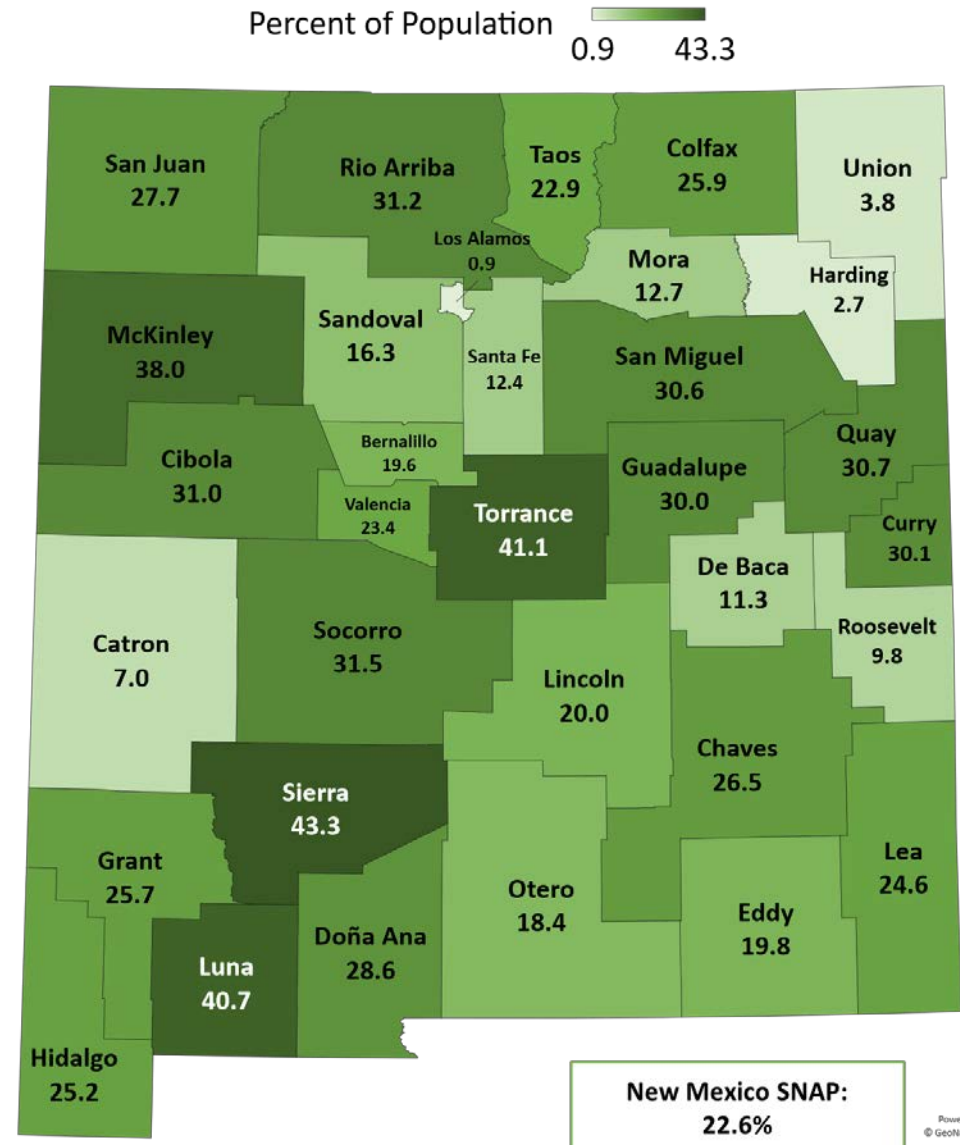 Percent of Population
0.9 43.3
San Juan
27.7
Rio Arriba
31.2
Taos
22.9
Colfax
25.9
Union
3.8
Los Alamos
0.9
Mora
12.7
Harding
2.7
McKinley
38.0
Sandoval
16.3
Santa Fe
12.4
San Miguel
30.6
Cibola
31.0
Bernalillo
19.6
Valencia
23.4
Torrance
41.1
Guadalupe
30.0
Quay
30.7
Curry
30.1
De Baca
11.3
Roosevelt
9.8
Catron
7.0
Socorro
31.5
Lincoln
20.0
Chaves
26.5
Sierra
43.3
Grant
25.7
Lea
24.6
Otero
18.4
Eddy
19.8
Doña Ana
28.6
Luna
40.7
Hidalgo
25.2
New Mexico SNAP:
22.6%
Powe
© GeoN